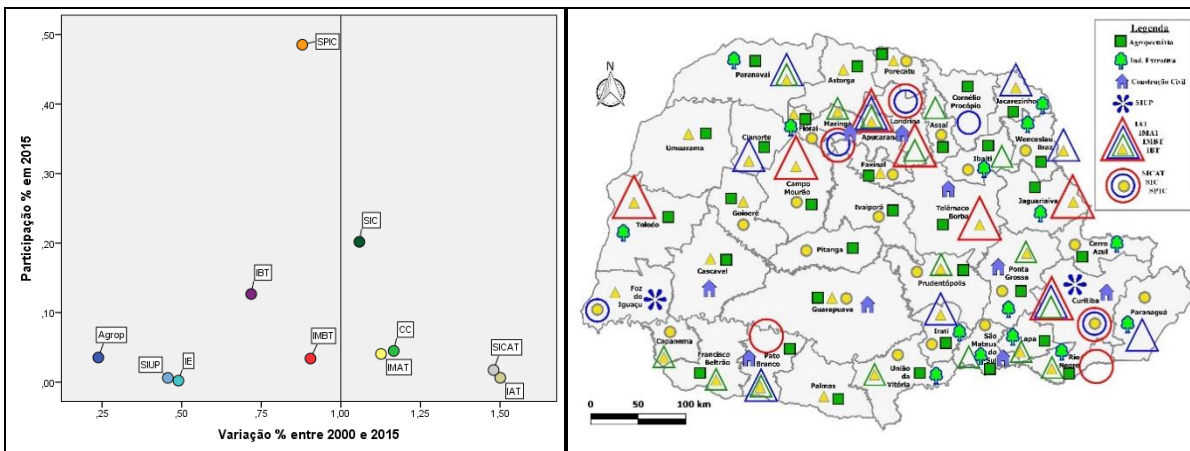 ,50
,40
,30
,20
,10
,00
Participação % em 2015
SPIC
SIC
IBT
Agrop
SIUP
IE
IMBT
CC
IMAT
SICAT
IAT
,25
,50
,75
1,00
1,25
1,50
Variação % entre 2000 e 2015
Legenda
Agropecuária
Ind. Extrativa
Construção Civil
SIUP
IAT
IMAT
IMBT
IBT
SICAT
SIC
SPIC
N
Paranavaí
Astorga
Porecatu
Cornélio
Procópio
Jacarezinho
Umuarama
Cianorte
Floraí
Maringá
Apucarana
Londrina
Assaí
Wenceslau
Braz
Ibaiti
Faxinal
Campo
Mourão
Toledo
Goioerê
Ivaiporã
Telêmaco
Borba
Jaguariaíva
Pitanga
Cerro
Azul
Cascavel
Foz
do
Iguaçu
Guarapuava
Prudentópolis
Ponta
Grossa
Curitiba
Paranaguá
Irati
São
Mateus
do
Sul
Lapa
Rio
Negro
Capanema
Francisco
Beltrão
Pato
Branco
Palmas
União
da
Vitória
0
50
100 km